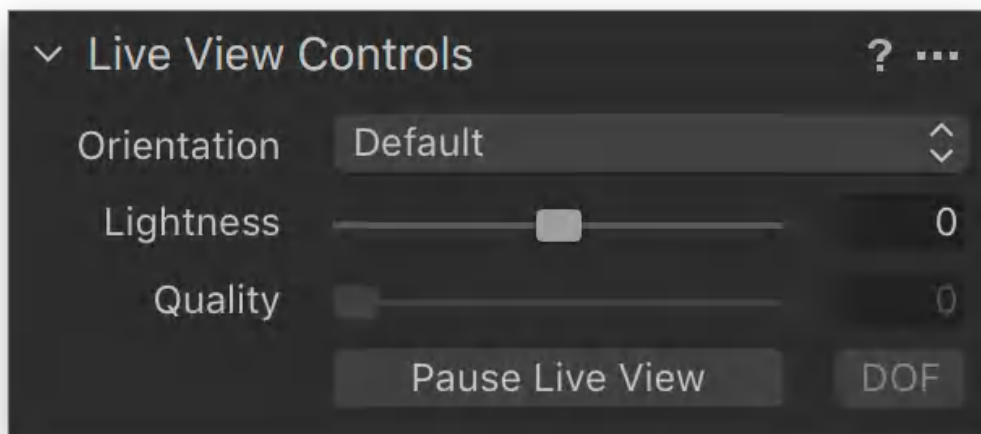 Live View Controls ? ...
Orientation Default
Lightness 0
Quality 0
Pause Live View DOF